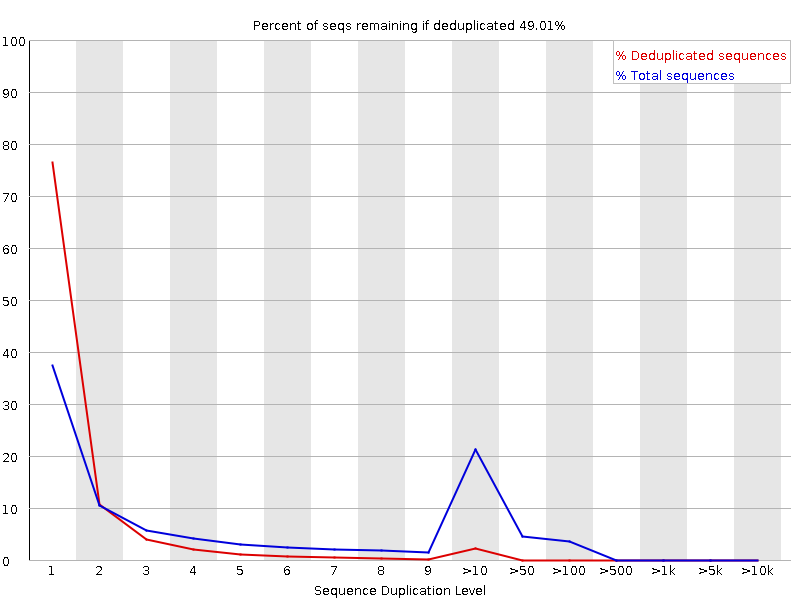 Percent of seqs remaining if deduplicated 49.01%
% Deduplicated sequences
% Total sequences
100
90
80
70
60
50
40
30
20
10
0
1 2 3 4 5 6 7 8 9 >10 >50 >100 >500 >1k >5k >10k
Sequence Duplication Level